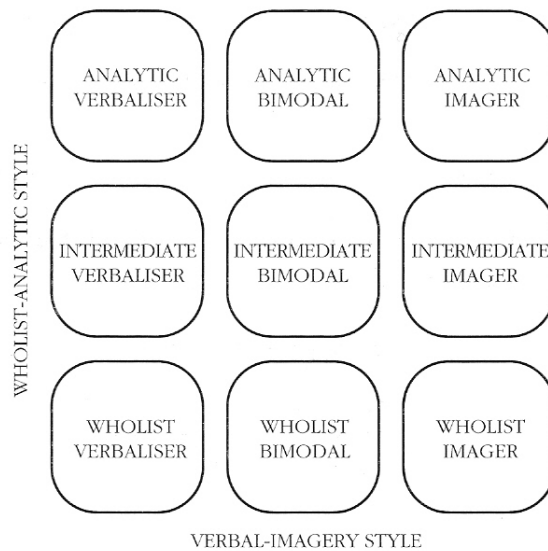 ANALYTIC
VERBALISER
ANALYTIC
BIMODAL
ANALYTIC
IMAGER
WHOLIST-ANALYTIC STYLE
INTERMEDIATE
VERBALISER
INTERMEDIATE
BIMODAL
INTERMEDIATE
IMAGER
WHOLIST
VERBALISER
WHOLIST
BIMODAL
WHOLIST
IMAGER
VERBAL-IMAGERY STYLE